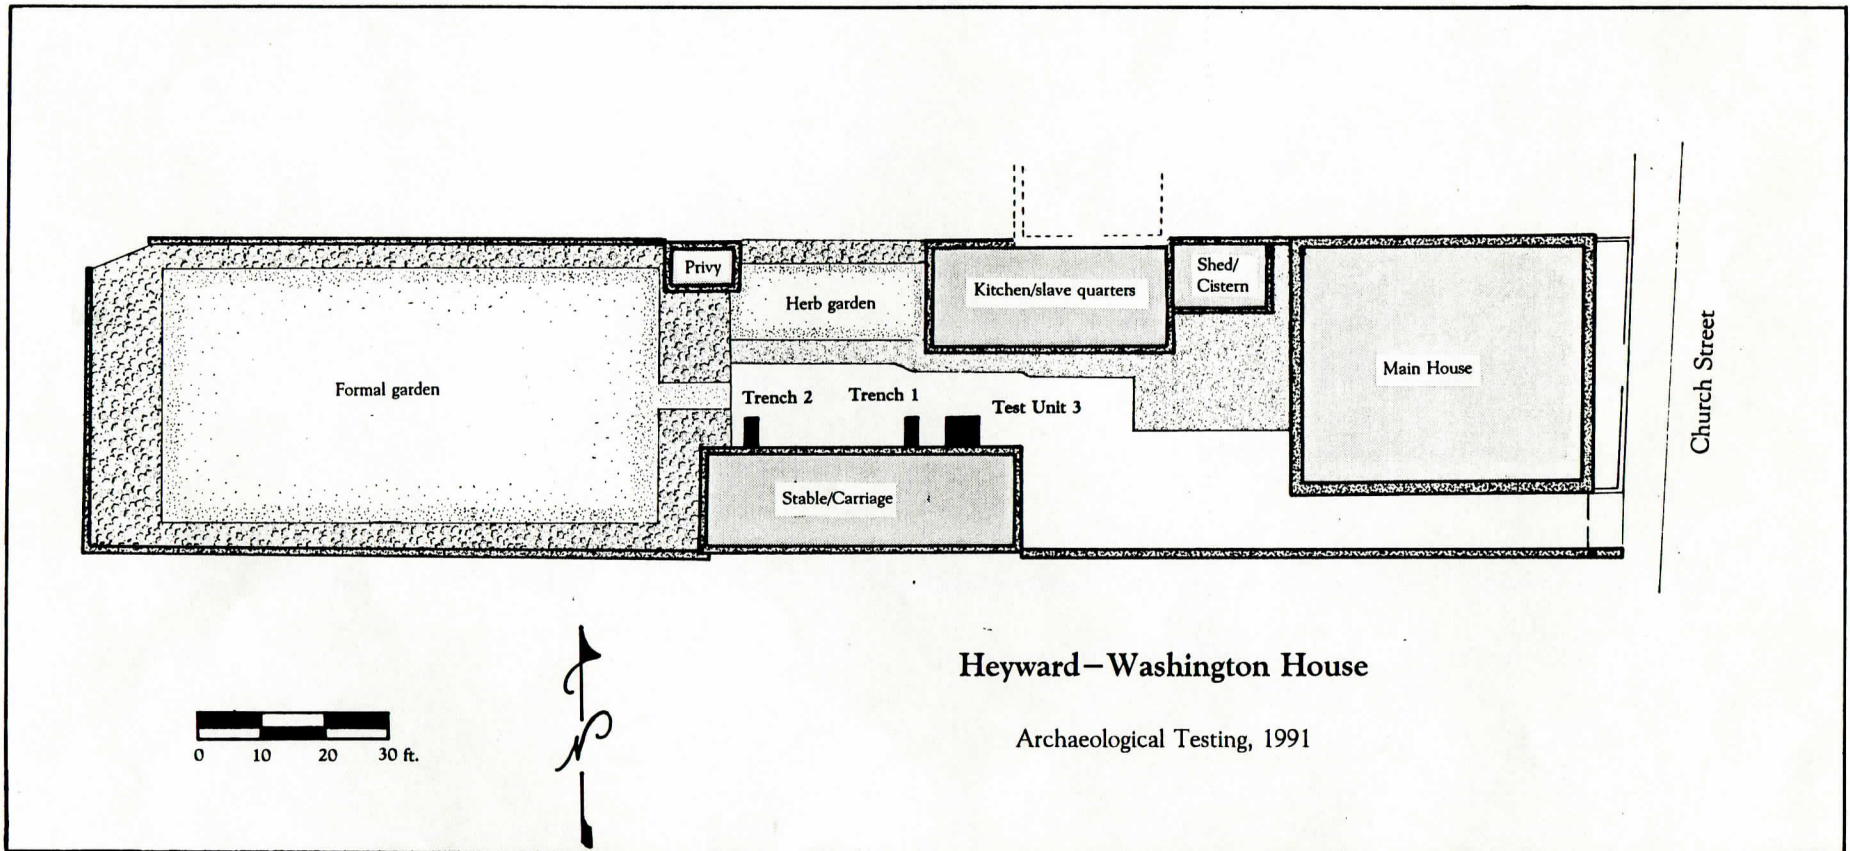 Privy
Shed/
Cistern
Kitchen/slave quarters
Herb garden
Main House
Formal garden
Trench 2
Trench 1
Test Unit 3
Stable/Carriage
Church Street
Heyward–Washington House
Archaeological Testing, 1991
0 10 20 30 ft.
N